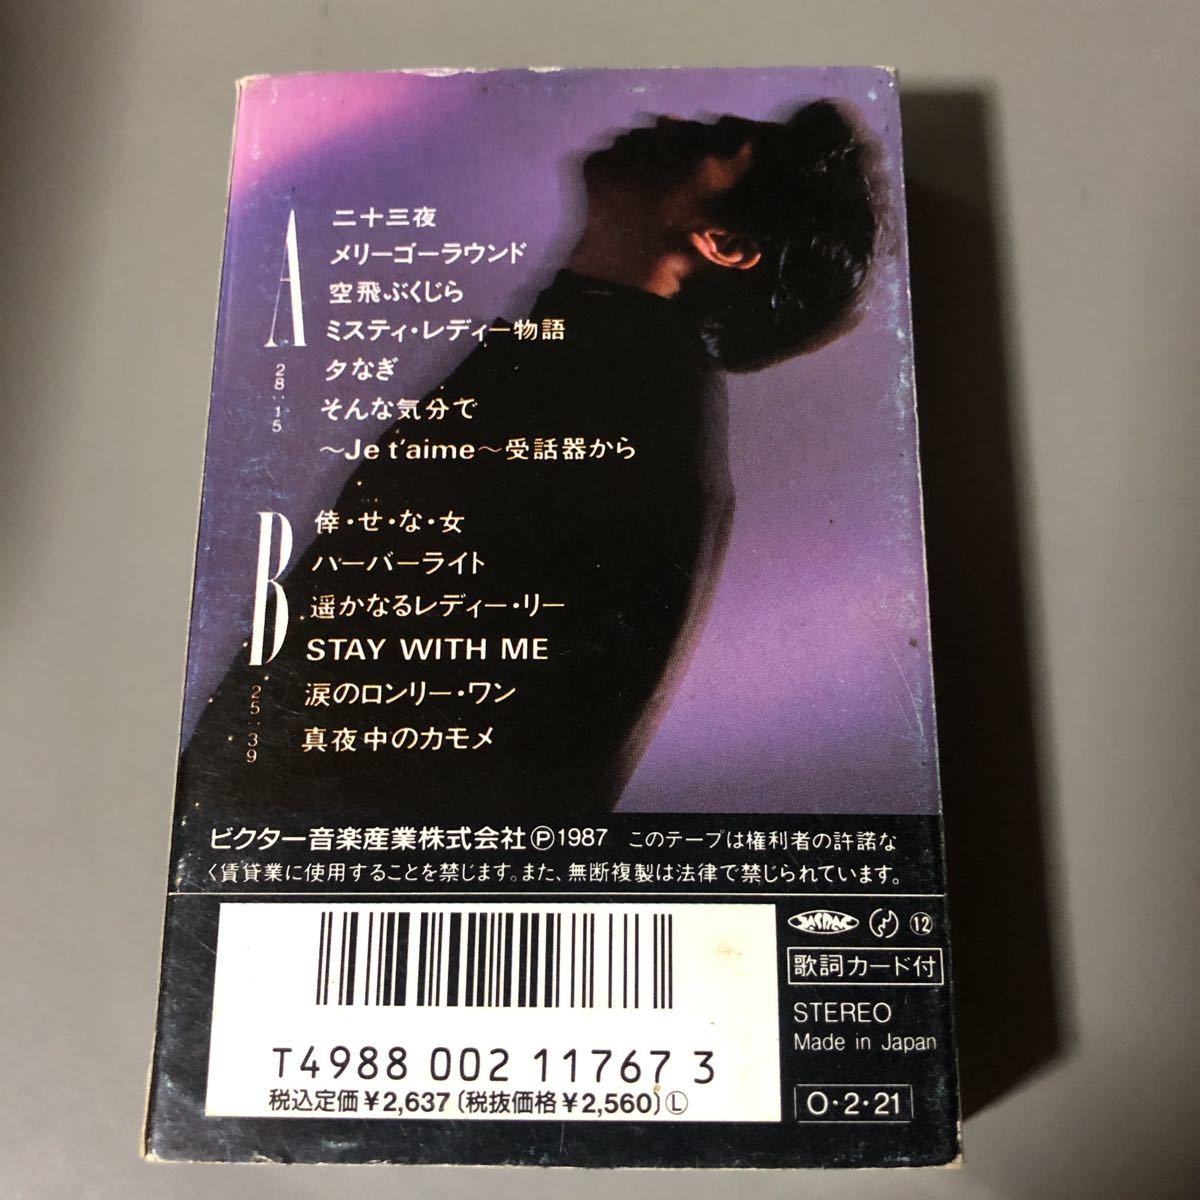 A
28:15
二十三夜
メリーゴーラウンド
空飛ぶくじら
ミスティ・レディー物語
夕なぎ
そんな気分で
〜Je t'aime〜受話器から
B
25:39
倖・せ・な・女
ハーバーライト
遥かなるレディー・リー
STAY WITH ME
涙のロンリー・ワン
真夜中のカモメ
ビクター音楽産業株式会社Ⓟ1987 このテープは権利者の許諾な
く賃貸業に使用することを禁じます。また、無断複製は法律で禁じられています。
T4988 002 11767 3
税込定価¥2,637（税抜価格¥2,560）Ⓛ
JASRAC ⑫
歌詞カード付
STEREO
Made in Japan
O・2・21